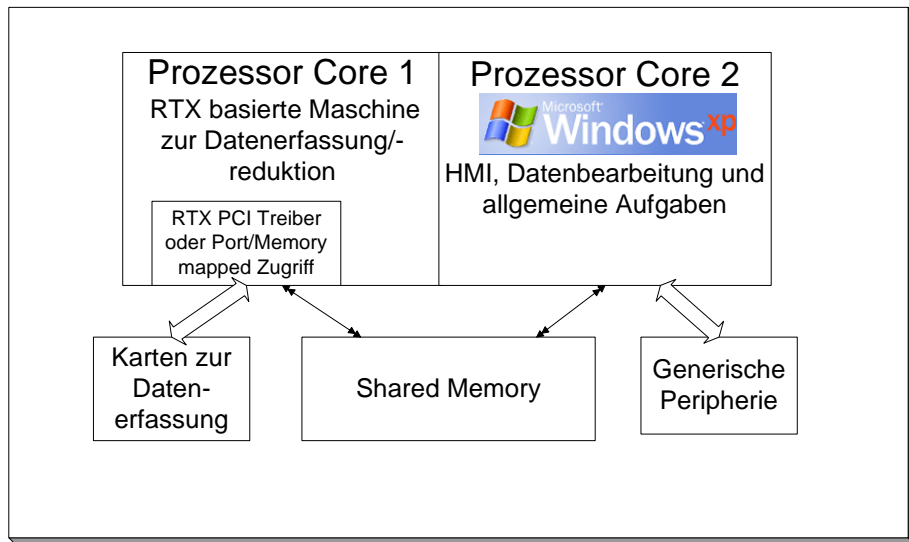 Prozessor Core 1
RTX basierte Maschine
zur Datenerfassung/-
reduktion
RTX PCI Treiber
oder Port/Memory
mapped Zugriff
Prozessor Core 2
Microsoft
Windows xp
HMI, Datenbearbeitung und
allgemeine Aufgaben
Karten zur
Daten-
erfassung
Shared Memory
Generische
Peripherie